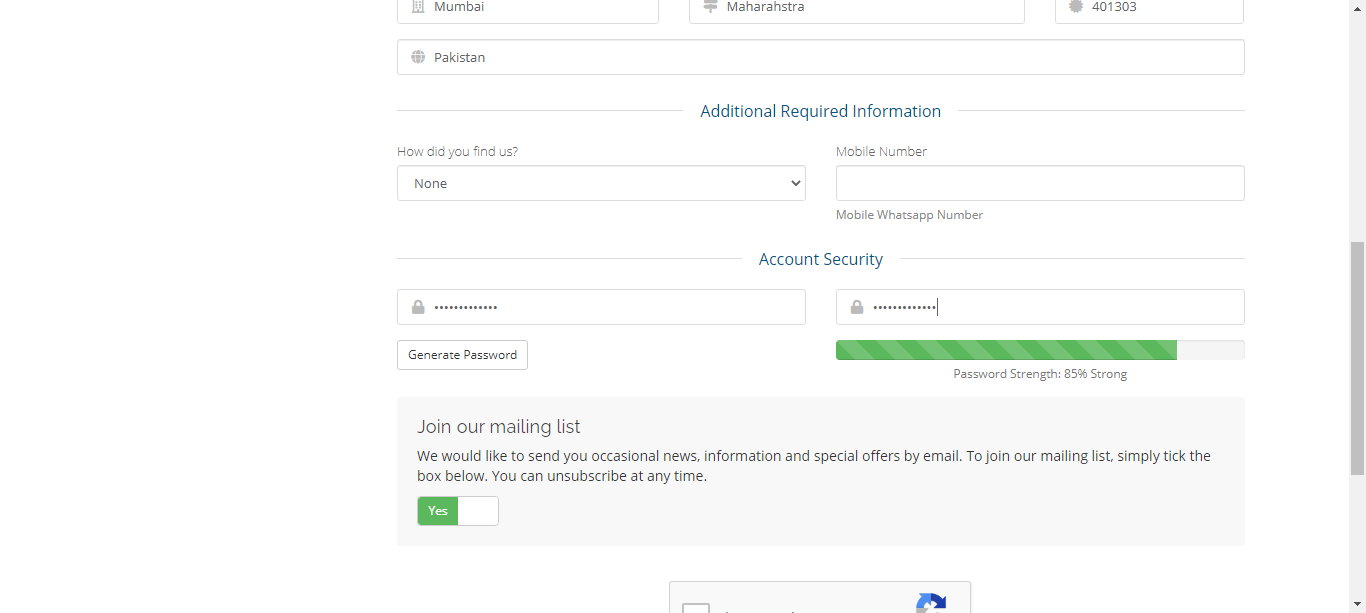 Mumbai
Maharahstra
401303
Pakistan
Additional Required Information
How did you find us?
Mobile Number
None
Mobile Whatsapp Number
Account Security
•••••••••••••
•••••••••••••
Generate Password
Password Strength: 85% Strong
Join our mailing list
We would like to send you occasional news, information and special offers by email. To join our mailing list, simply tick the
box below. You can unsubscribe at any time.
Yes